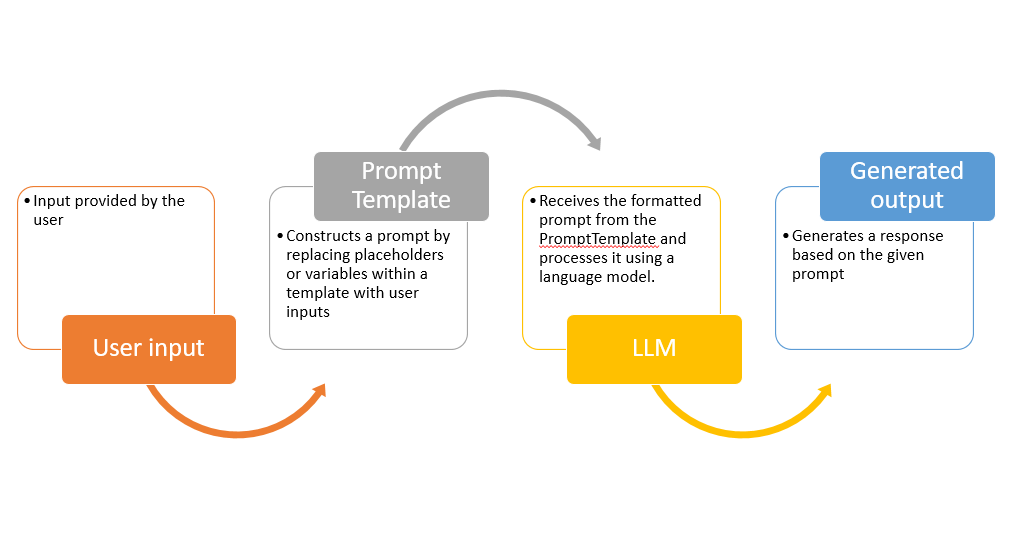 • Input provided by the
user
User input
Prompt
Template
• Constructs a prompt by
replacing placeholders
or variables within a
template with user
inputs
• Receives the formatted
prompt from the
PromptTemplate and
processes it using a
language model.
LLM
Generated
output
• Generates a response
based on the given
prompt